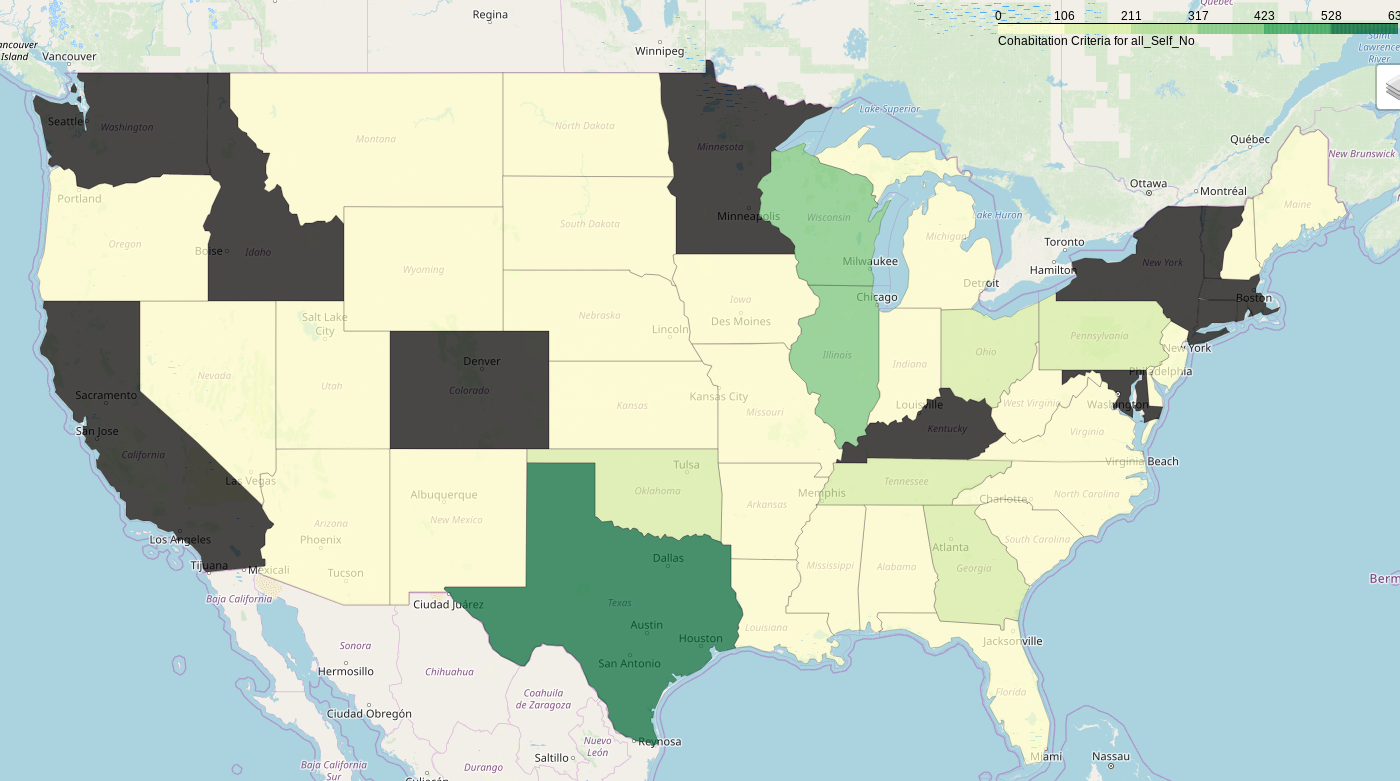 Regina
Winnipeg
0 106 211 317 423 528 63
Cohabitation Criteria for all_Self_No
Québec
Saint
Lawrence
River
ancouver
Island
Vancouver
Lake Superior
Québec
New Brunswick
Seattle
Washington
Montana
North Dakota
Minnesota
Ottawa
Montréal
Portland
Oregon
Boise
Idaho
Wyoming
South Dakota
Minneapolis
Wisconsin
Michigan
Lake Huron
Toronto
Hamilton
New York
Maine
Milwaukee
Chicago
Detroit
Boston
Salt Lake
City
Nebraska
Lincoln
Iowa
Des Moines
Illinois
Indiana
Ohio
Pennsylvania
New York
Philadelphia
Nevada
Utah
Denver
Colorado
Kansas
Kansas City
Missouri
Louisville
Kentucky
West Virginia
Washington
Virginia
Virginia Beach
Sacramento
San Jose
California
Las Vegas
Albuquerque
New Mexico
Tulsa
Oklahoma
Memphis
Tennessee
Charlotte
North Carolina
Arkansas
Arizona
Phoenix
Tucson
Los Angeles
Tijuana
Mexicali
Baja California
Dallas
Texas
Austin
Houston
San Antonio
Mississippi
Alabama
Atlanta
Georgia
South Carolina
Berm
Ciudad Juárez
Louisiana
Jacksonville
Florida
Miami
Nassau
Sonora
Hermosillo
Chihuahua
Coahuila
de Zaragoza
Ciudad Obregón
Nuevo
León
Reynosa
Saltillo
Durango
Baja California
Sur
Culiacán